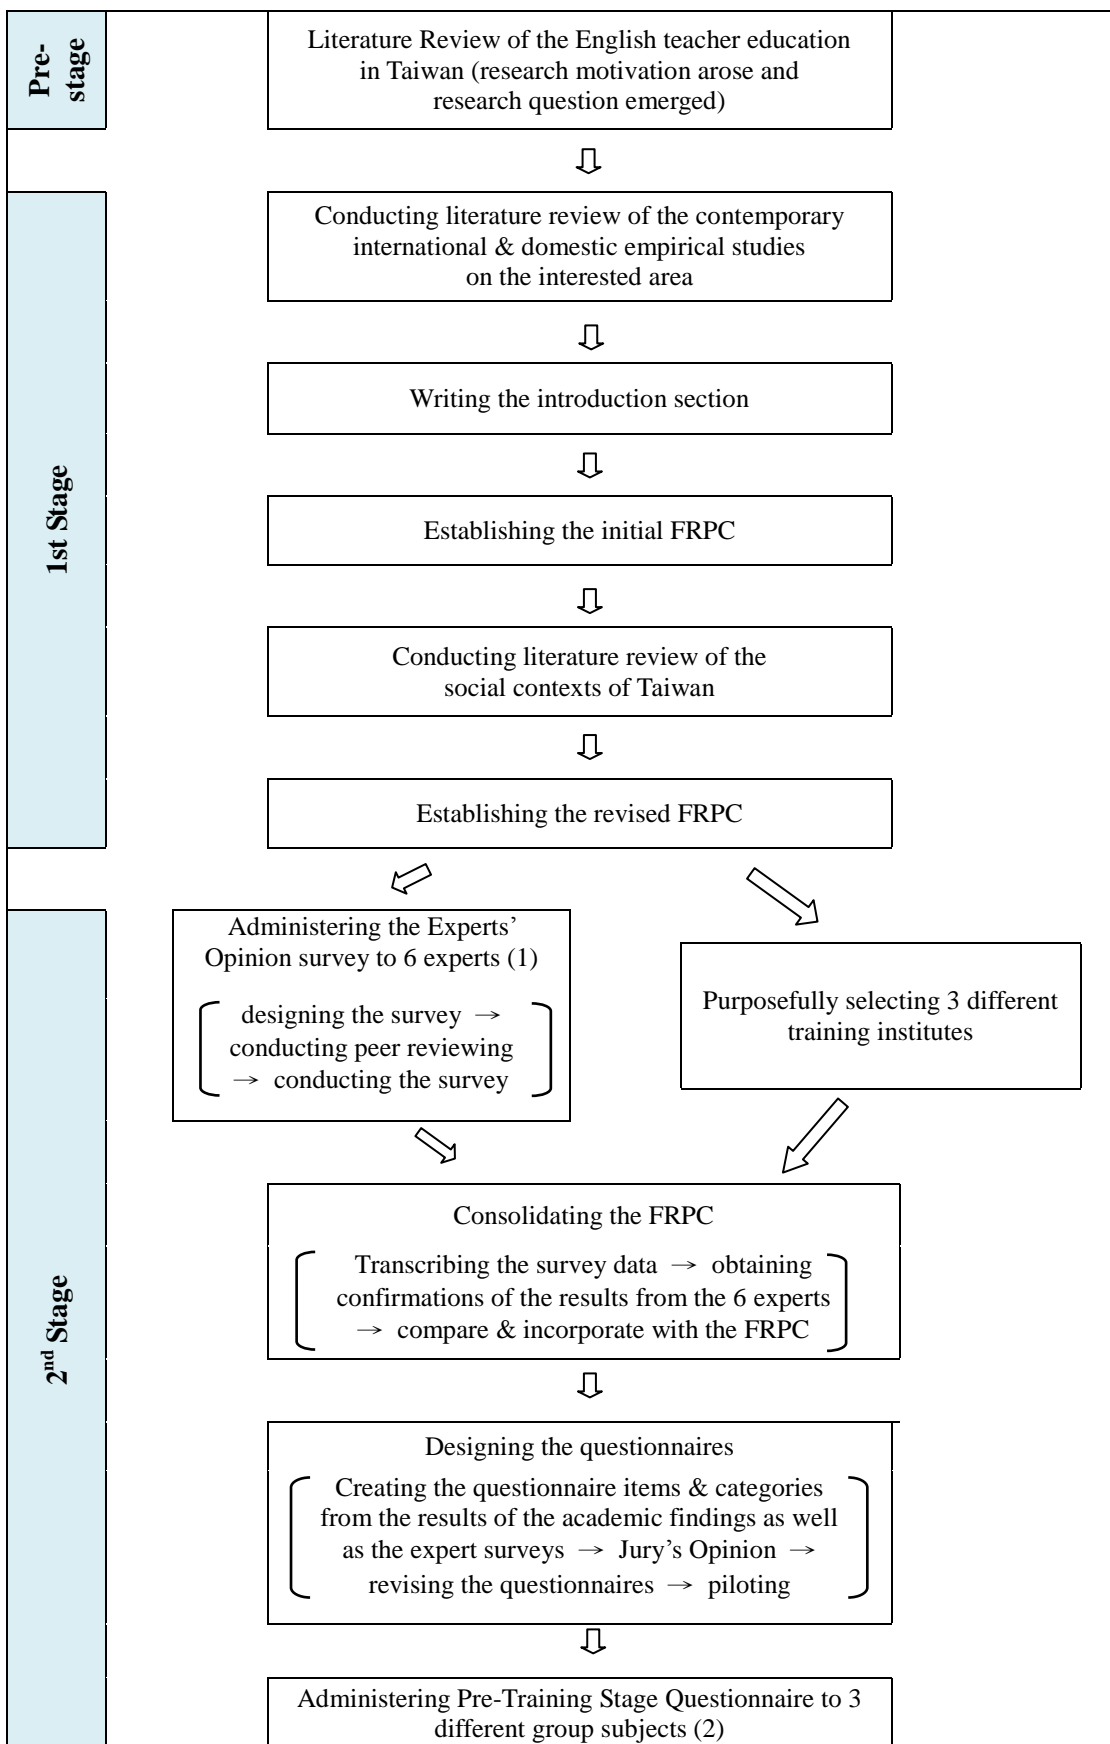 Pre-
stage
Literature Review of the English teacher education
in Taiwan (research motivation arose and
research question emerged)
1st Stage
Conducting literature review of the contemporary
international & domestic empirical studies
on the interested area
Writing the introduction section
Establishing the initial FRPC
Conducting literature review of the
social contexts of Taiwan
Establishing the revised FRPC
2nd Stage
Administering the Experts’
Opinion survey to 6 experts (1)
designing the survey →
conducting peer reviewing
→ conducting the survey
Purposefully selecting 3 different
training institutes
Consolidating the FRPC
Transcribing the survey data → obtaining
confirmations of the results from the 6 experts
→ compare & incorporate with the FRPC
Designing the questionnaires
Creating the questionnaire items & categories
from the results of the academic findings as well
as the expert surveys → Jury’s Opinion →
revising the questionnaires → piloting
Administering Pre-Training Stage Questionnaire to 3
different group subjects (2)